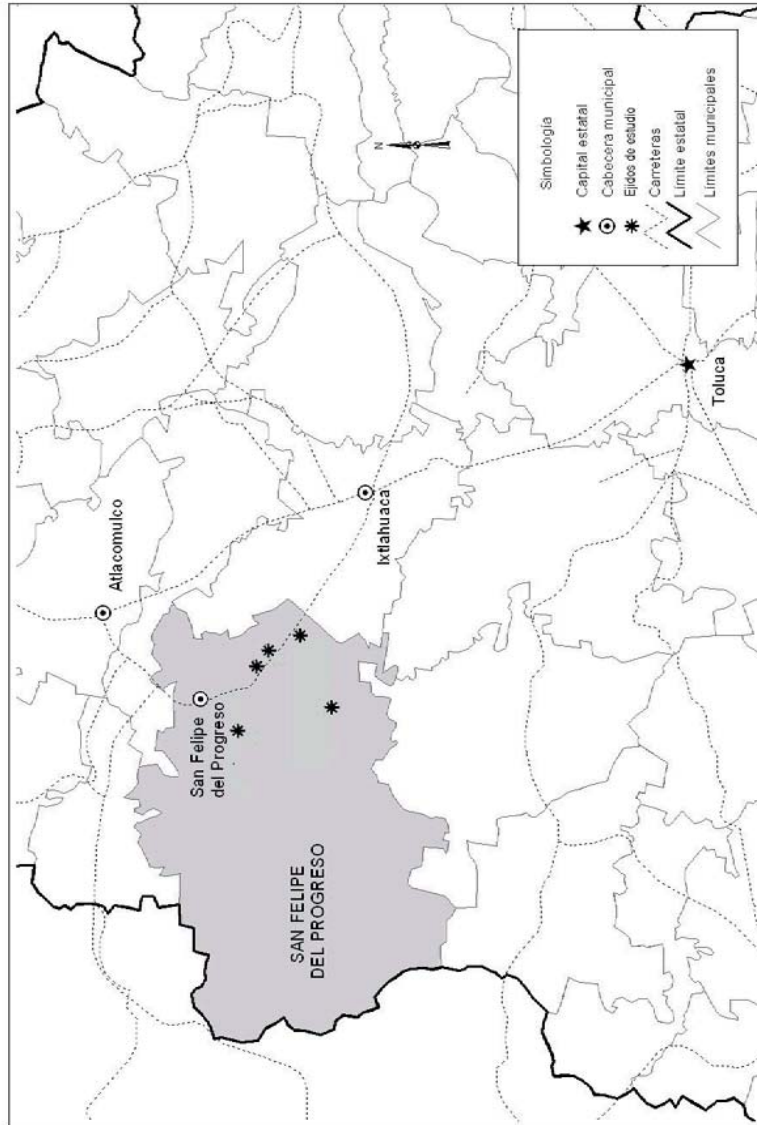 Atlacomulco
San Felipe
del Progreso
Ixtlahuaca
SAN FELIPE
DEL PROGRESO
Toluca
N
Simbología
Capital estatal
Cabecera municipal
Ejidos de estudio
Carreteras
Límite estatal
Límites municipales